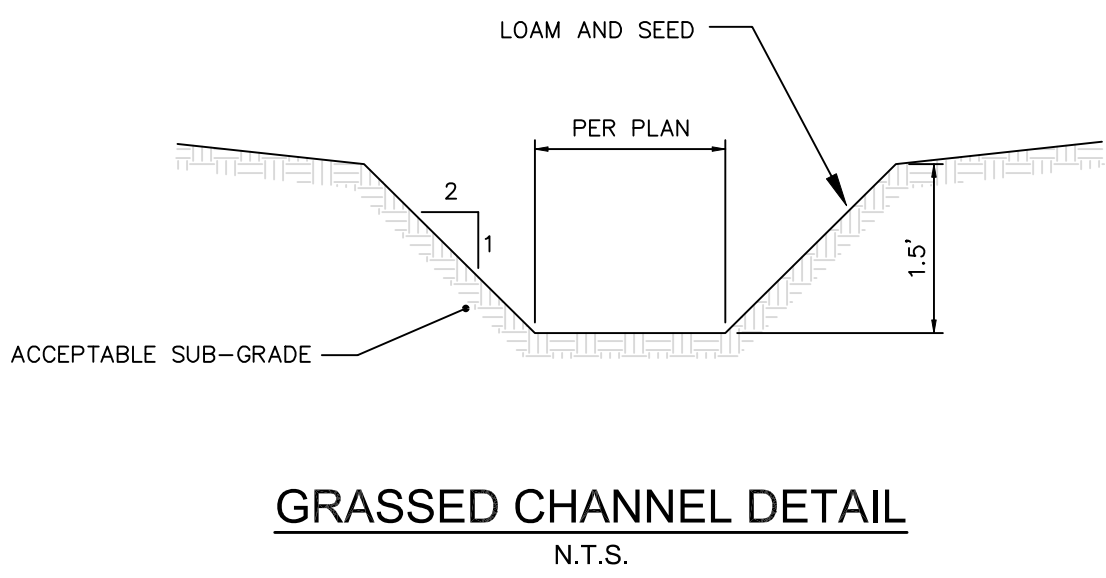 LOAM AND SEED
PER PLAN
2
1
1.5'
ACCEPTABLE SUB-GRADE
GRASSED CHANNEL DETAIL
N.T.S.